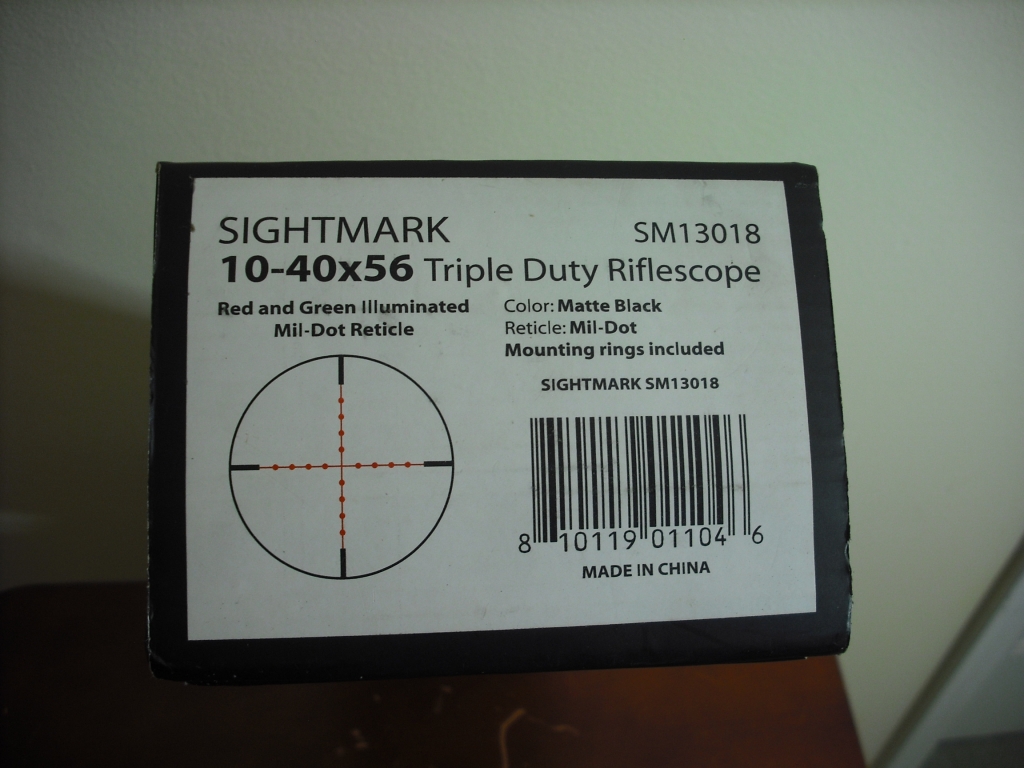 SIGHTMARK SM13018
10-40x56 Triple Duty Riflescope
Red and Green Illuminated
Mil-Dot Reticle
Color: Matte Black
Reticle: Mil-Dot
Mounting rings included
SIGHTMARK SM13018
8 10119 01104 6
MADE IN CHINA